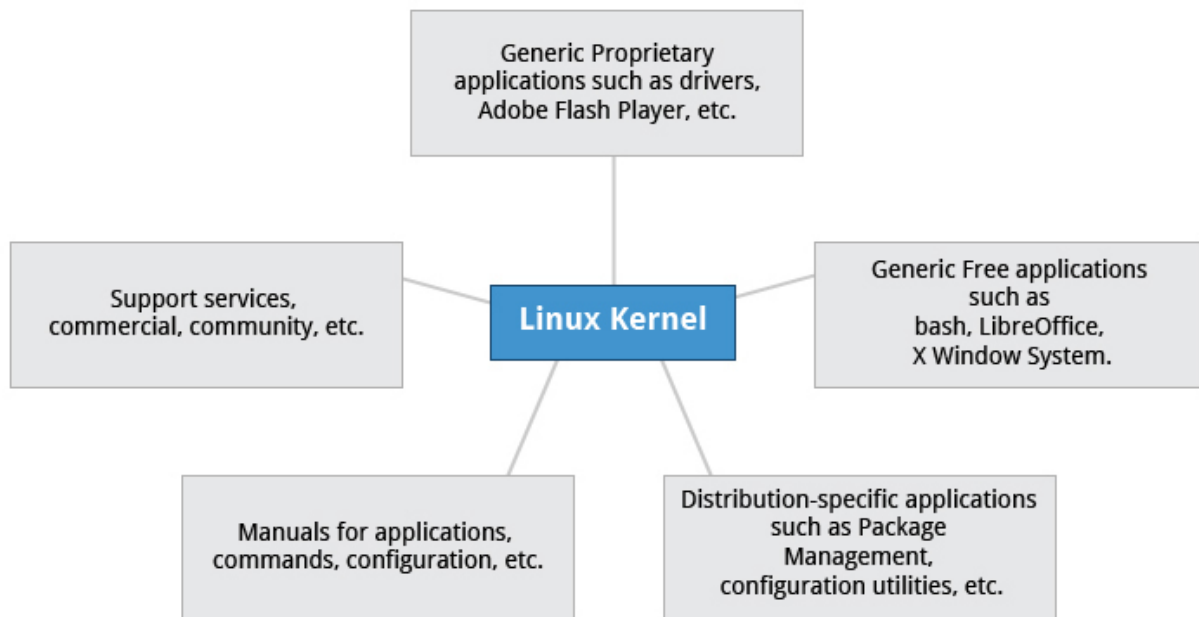 Generic Proprietary
applications such as drivers,
Adobe Flash Player, etc.
Support services,
commercial, community, etc.
Linux Kernel
Generic Free applications
such as
bash, LibreOffice,
X Window System.
Manuals for applications,
commands, configuration, etc.
Distribution-specific applications
such as Package
Management,
configuration utilities, etc.